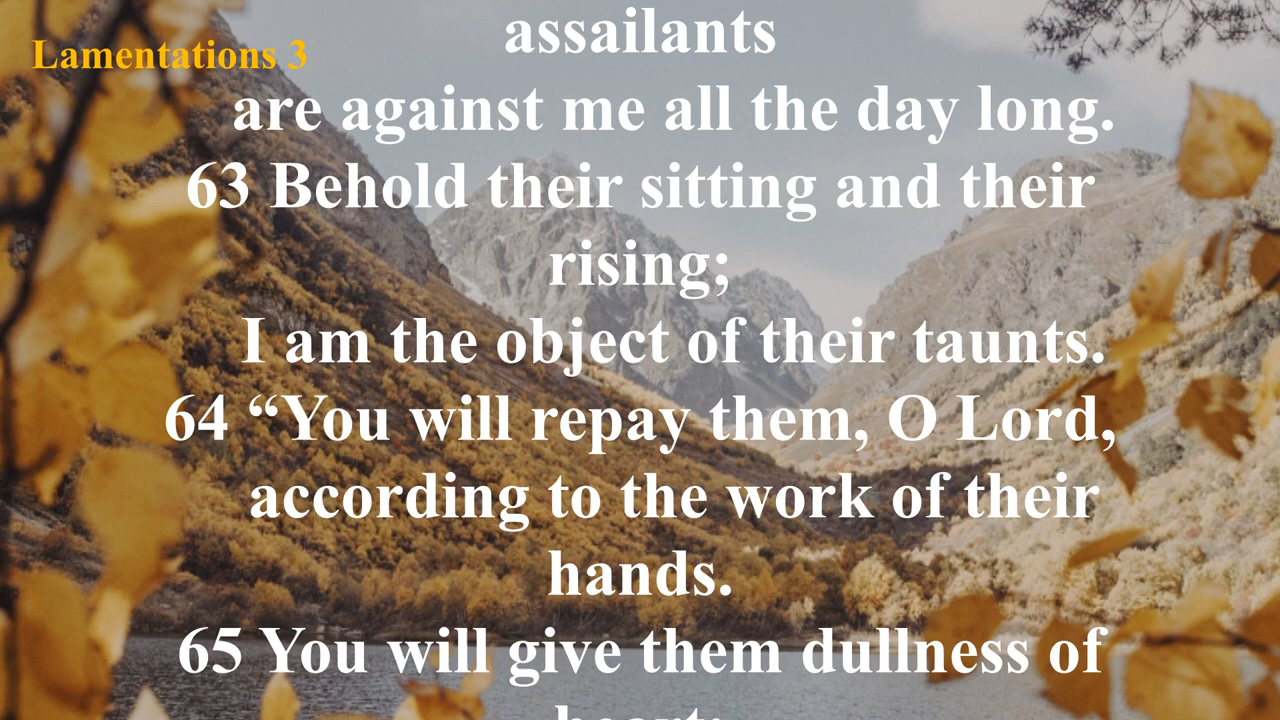 assailants
Lamentations 3
are against me all the day long.
63 Behold their sitting and their
rising;
I am the object of their taunts.
64 “You will repay them, O Lord,
according to the work of their
hands.
65 You will give them dullness of